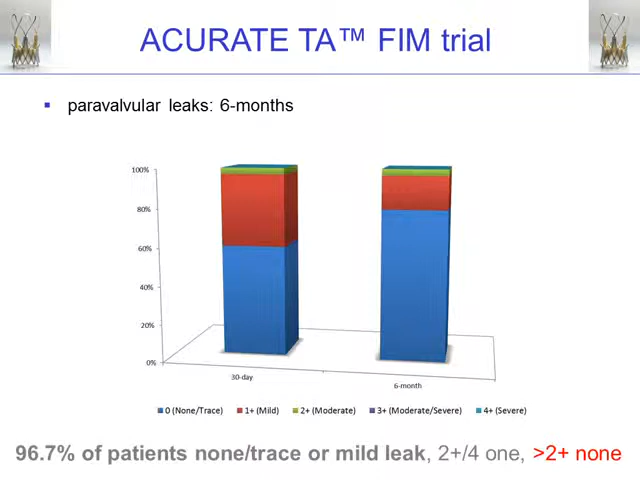 ACURATE TA™ FIM trial
▪ paravalvular leaks: 6-months
100%
80%
60%
40%
20%
0%
30-day
6-month
0 (None/Trace) 1+ (Mild) 2+ (Moderate) 3+ (Moderate/Severe) 4+ (Severe)
96.7% of patients none/trace or mild leak, 2+/4 one, >2+ none